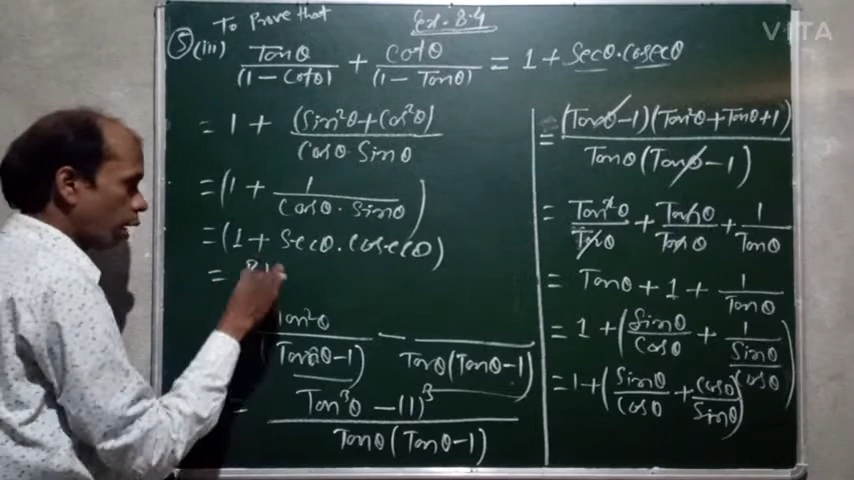 To Prove that
Ex. 8.4
VITA
(5)(iii) Tanθ/(1 - Cotθ) + Cotθ/(1 - Tanθ) = 1 + Secθ.Cosecθ
= 1 + (Sin²θ + Cos²θ)/(Cosθ. Sinθ)
= (1 + 1/(Cosθ. Sinθ))
= (1 + Secθ. Cosecθ)
=
Tan²θ/(Tanθ-1) - /Tanθ(Tanθ-1)
= (Tan³θ - (1)³)/(Tanθ(Tanθ-1))
= (Tanθ-1)(Tan²θ+Tanθ+1)/(Tanθ(Tanθ-1))
= Tan²θ/Tanθ + Tanθ/Tanθ + 1/Tanθ
= Tanθ + 1 + 1/Tanθ
= 1 + (Sinθ/Cosθ + 1/(Sinθ/Cosθ))
= 1 + (Sinθ/Cosθ + Cosθ/Sinθ)